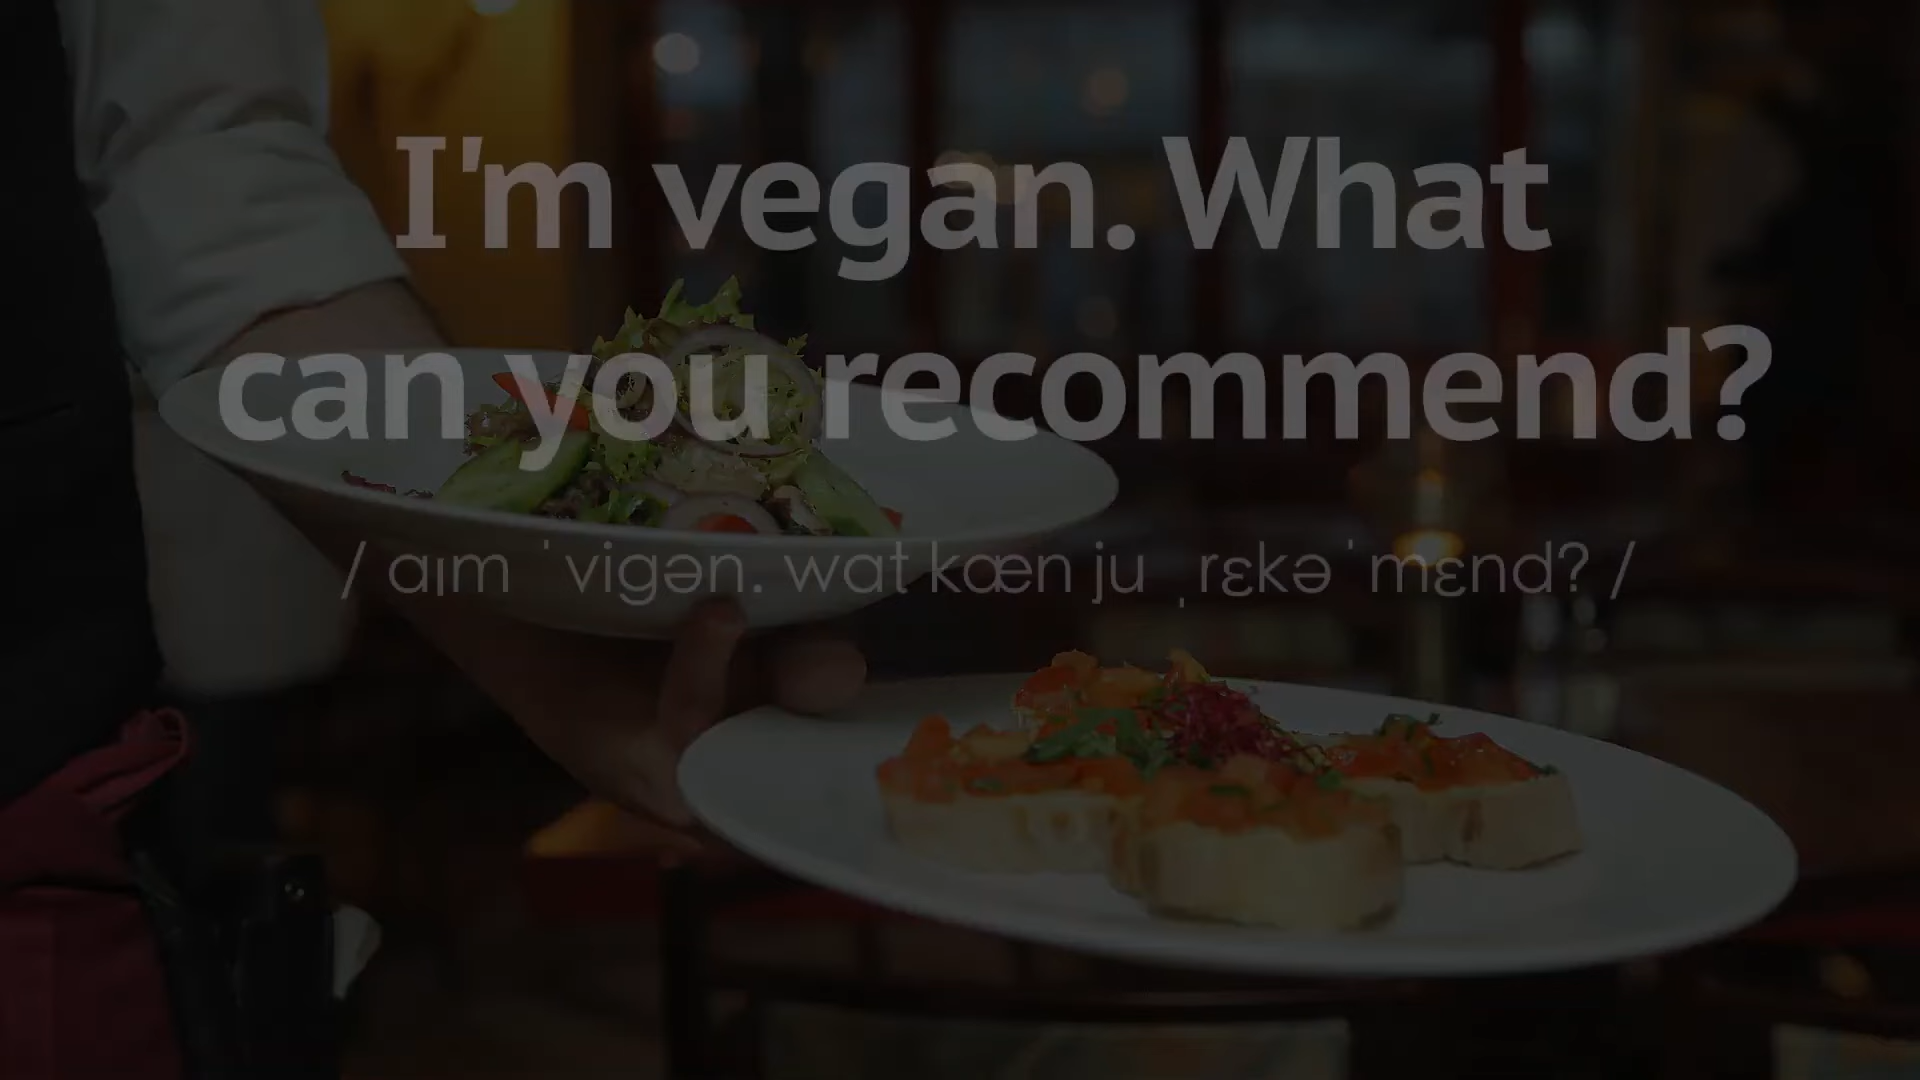 I'm vegan. What
can you recommend?
/ aɪm ˈvigən. wat kæn ju ˌrɛkəˈmɛnd? /